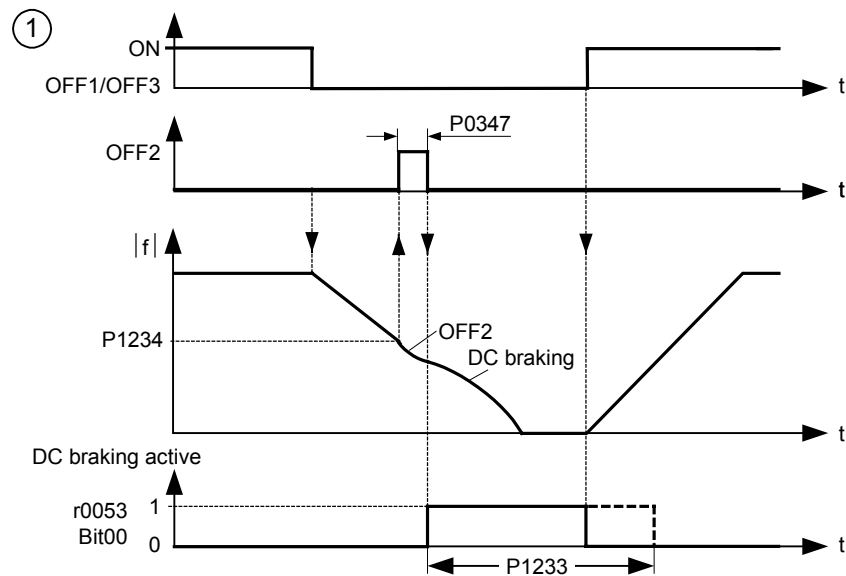 1
ON
OFF1/OFF3
t
P0347
OFF2
t
|f|
P1234
OFF2
DC braking
t
DC braking active
r0053 1
Bit00 0
t
P1233